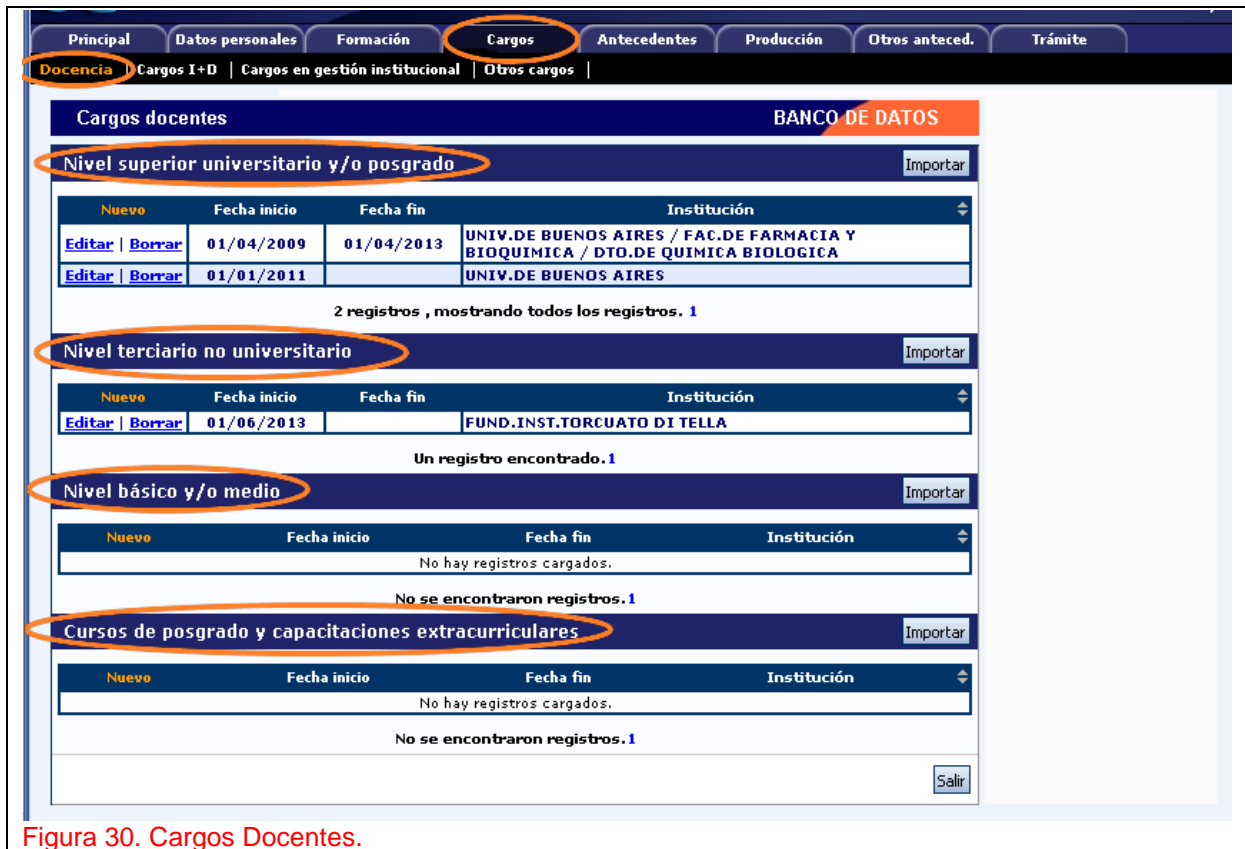 Principal Datos personales Formación Cargos Antecedentes Producción Otros anteced. Trámite
Docencia | Cargos I+D | Cargos en gestión institucional | Otros cargos |
Cargos docentes BANCO DE DATOS
Nivel superior universitario y/o posgrado Importar
Nuevo Fecha inicio Fecha fin Institución
Editar | Borrar 01/04/2009 01/04/2013 UNIV.DE BUENOS AIRES / FAC.DE FARMACIA Y
BIOQUIMICA / DTO.DE QUIMICA BIOLOGICA
Editar | Borrar 01/01/2011 UNIV.DE BUENOS AIRES
2 registros , mostrando todos los registros. 1
Nivel terciario no universitario Importar
Nuevo Fecha inicio Fecha fin Institución
Editar | Borrar 01/06/2013 FUND.INST.TORCUATO DI TELLA
Un registro encontrado.1
Nivel básico y/o medio Importar
Nuevo Fecha inicio Fecha fin Institución
No hay registros cargados.
No se encontraron registros.1
Cursos de posgrado y capacitaciones extracurriculares Importar
Nuevo Fecha inicio Fecha fin Institución
No hay registros cargados.
No se encontraron registros.1
Salir
Figura 30. Cargos Docentes.